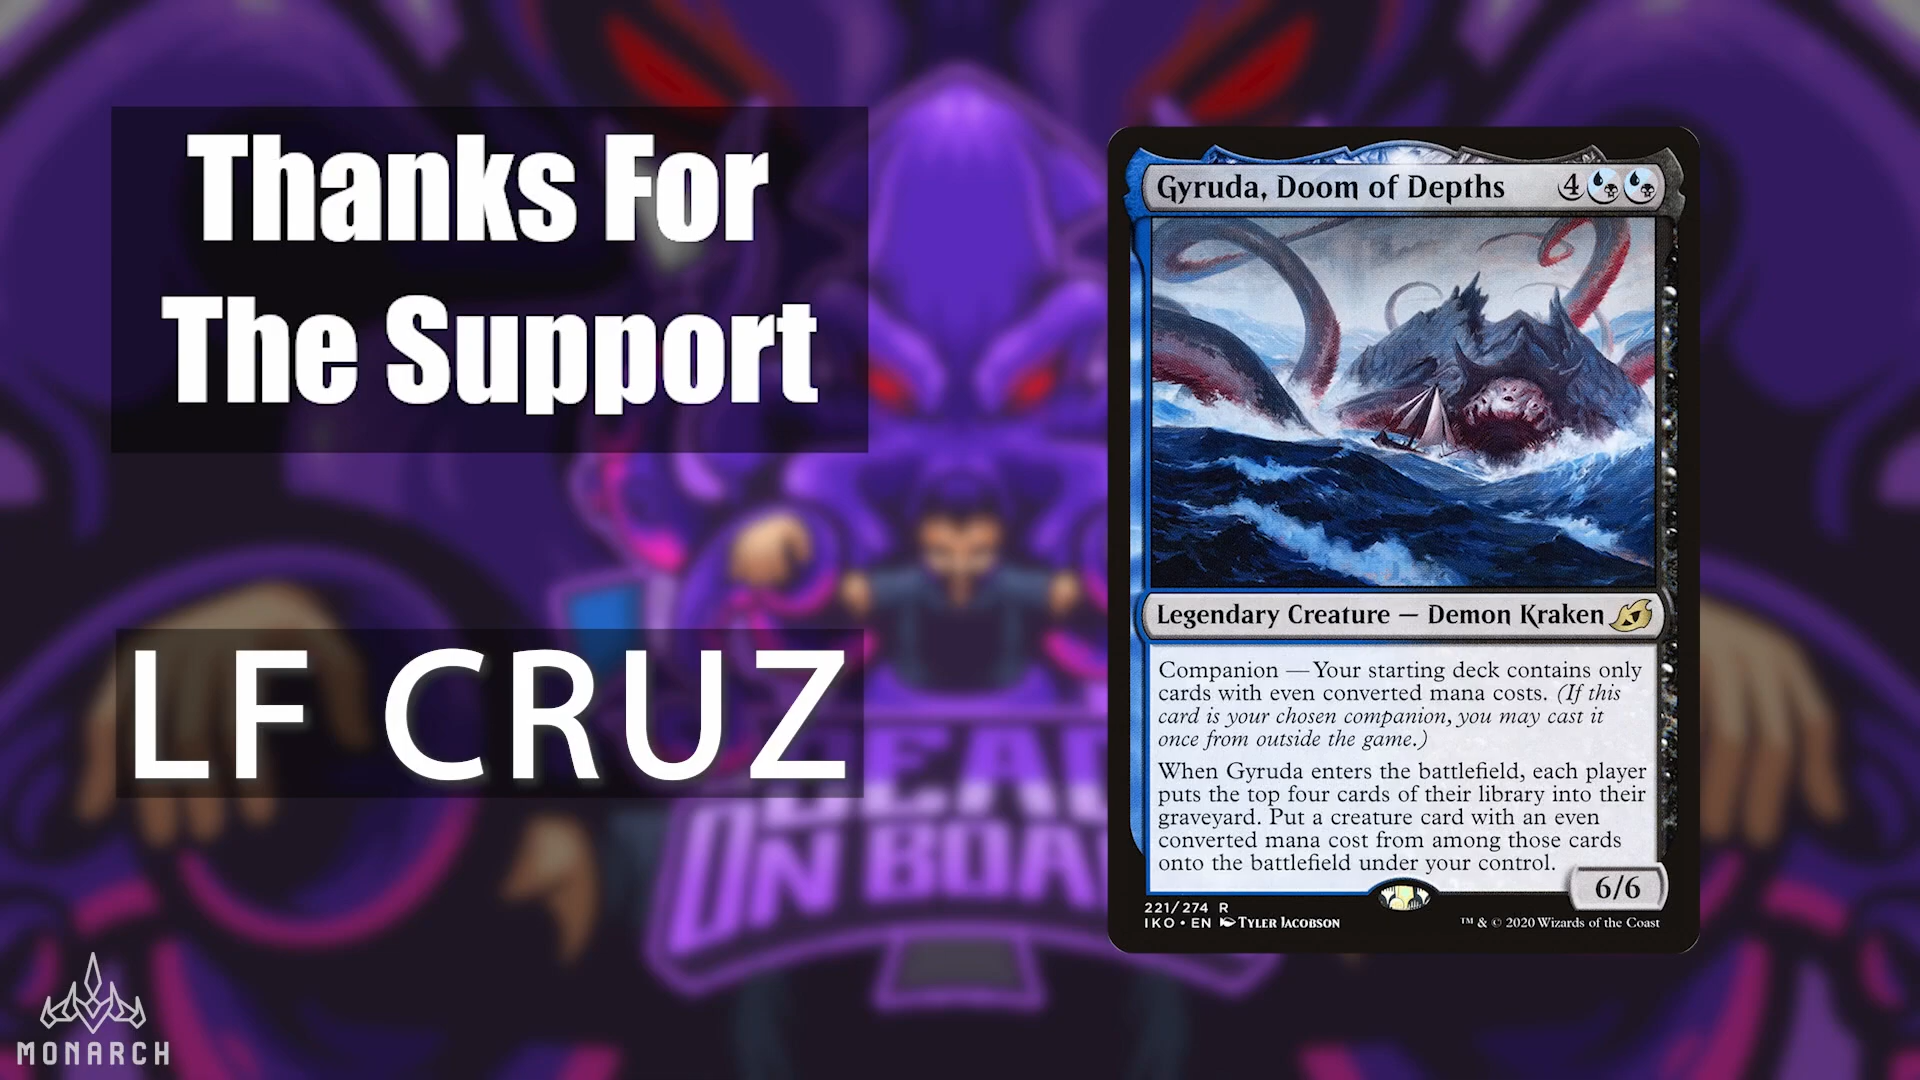 Thanks For
The Support
LF CRUZ
DEAD
ON BOA
MONARCH
Gyruda, Doom of Depths 4
Legendary Creature — Demon Kraken
Companion — Your starting deck contains only
cards with even converted mana costs. (If this
card is your chosen companion, you may cast it
once from outside the game.)
When Gyruda enters the battlefield, each player
puts the top four cards of their library into their
graveyard. Put a creature card with an even
converted mana cost from among those cards
onto the battlefield under your control.
6/6
221/274 R
IKO • EN Tyler Jacobson
™ & © 2020 Wizards of the Coast